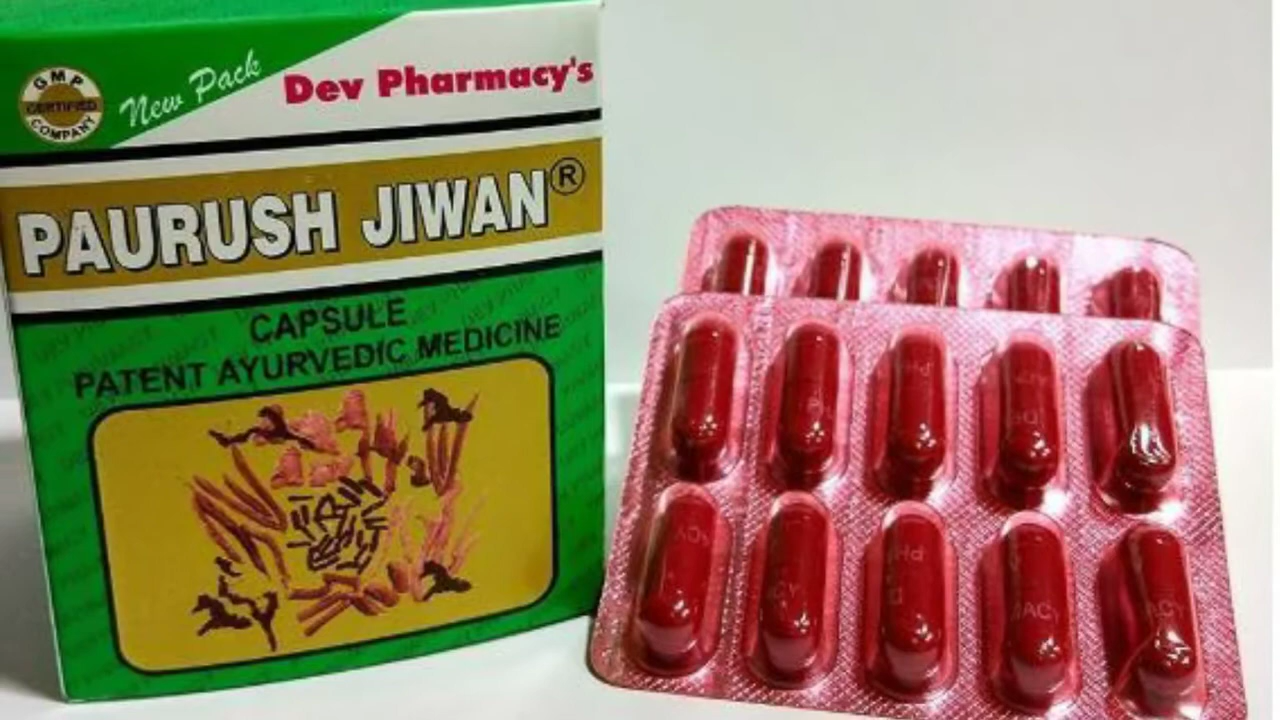 GMP
CERTIFIED
COMPANY
New Pack
Dev Pharmacy's
PAURUSH JIWAN®
CAPSULE
PATENT AYURVEDIC MEDICINE